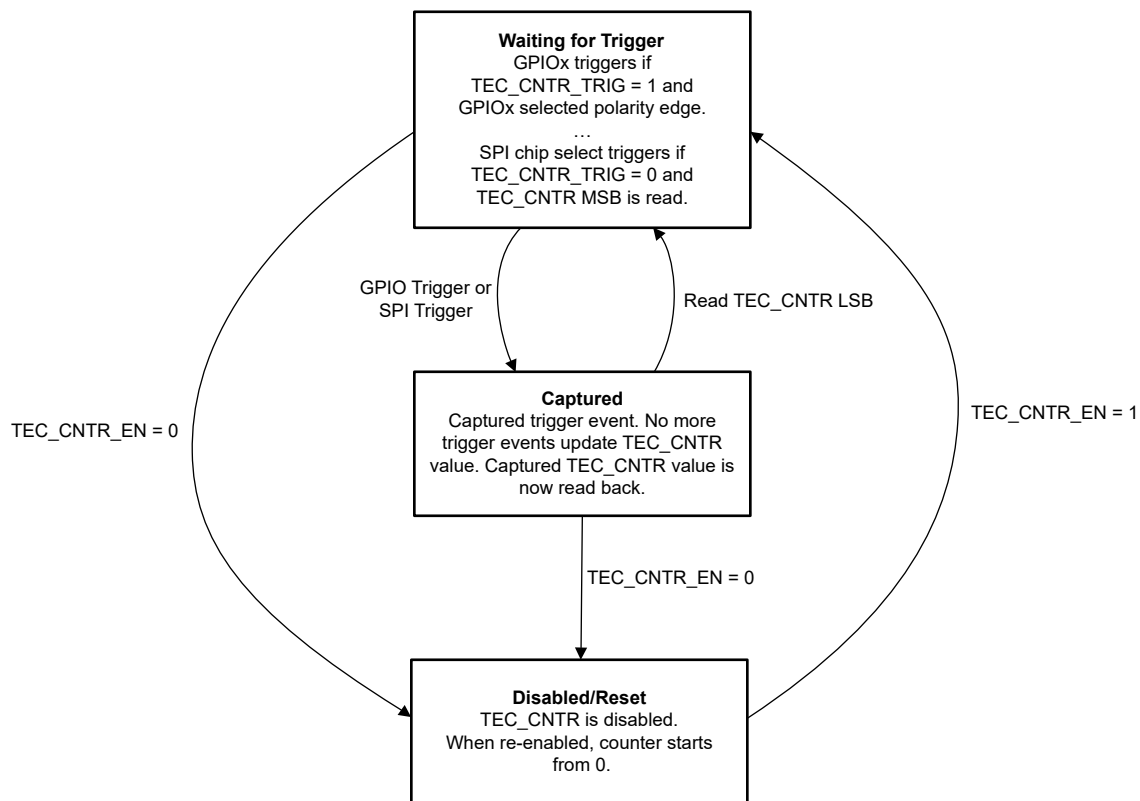 Waiting for Trigger
GPIOx triggers if
TEC_CNTR_TRIG = 1 and
GPIOx selected polarity edge.
…
SPI chip select triggers if
TEC_CNTR_TRIG = 0 and
TEC_CNTR MSB is read.
GPIO Trigger or
SPI Trigger
Read TEC_CNTR LSB
Captured
Captured trigger event. No more
trigger events update TEC_CNTR
value. Captured TEC_CNTR value is
now read back.
TEC_CNTR_EN = 0
TEC_CNTR_EN = 1
TEC_CNTR_EN = 0
Disabled/Reset
TEC_CNTR is disabled.
When re-enabled, counter starts
from 0.